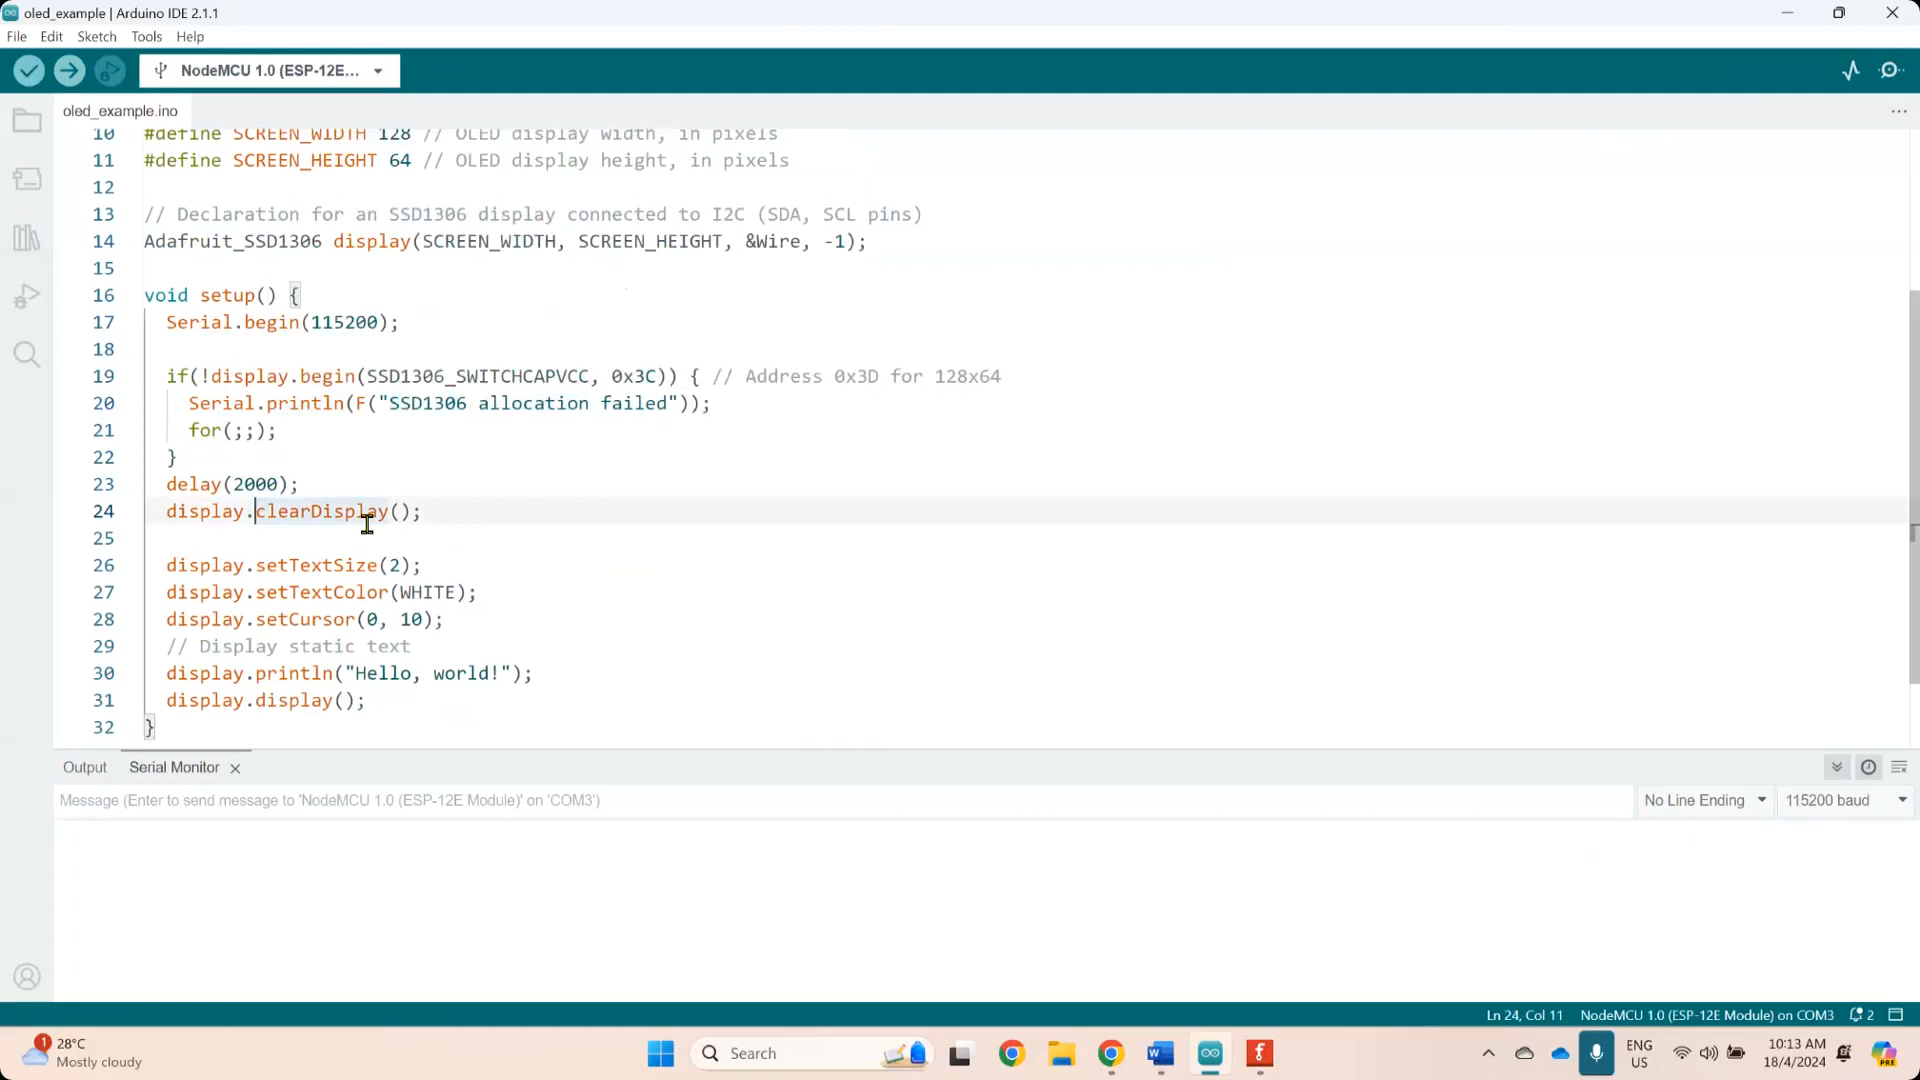 oled_example | Arduino IDE 2.1.1
File Edit Sketch Tools Help
NodeMCU 1.0 (ESP-12E...
oled_example.ino
10 #define SCREEN_WIDTH 128 // OLED display width, in pixels
11 #define SCREEN_HEIGHT 64 // OLED display height, in pixels
12
13 // Declaration for an SSD1306 display connected to I2C (SDA, SCL pins)
14 Adafruit_SSD1306 display(SCREEN_WIDTH, SCREEN_HEIGHT, &Wire, -1);
15
16 void setup() {
17 Serial.begin(115200);
18
19 if(!display.begin(SSD1306_SWITCHCAPVCC, 0x3C)) { // Address 0x3D for 128x64
20 Serial.println(F("SSD1306 allocation failed"));
21 for(;;);
22 }
23 delay(2000);
24 display.clearDisplay();
25
26 display.setTextSize(2);
27 display.setTextColor(WHITE);
28 display.setCursor(0, 10);
29 // Display static text
30 display.println("Hello, world!");
31 display.display();
32 }
Output Serial Monitor
Message (Enter to send message to 'NodeMCU 1.0 (ESP-12E Module)' on 'COM3')
No Line Ending 115200 baud
Ln 24, Col 11 NodeMCU 1.0 (ESP-12E Module) on COM3 2
1
28°C
Mostly cloudy
Search
ENG
US
10:13 AM
18/4/2024
PRE